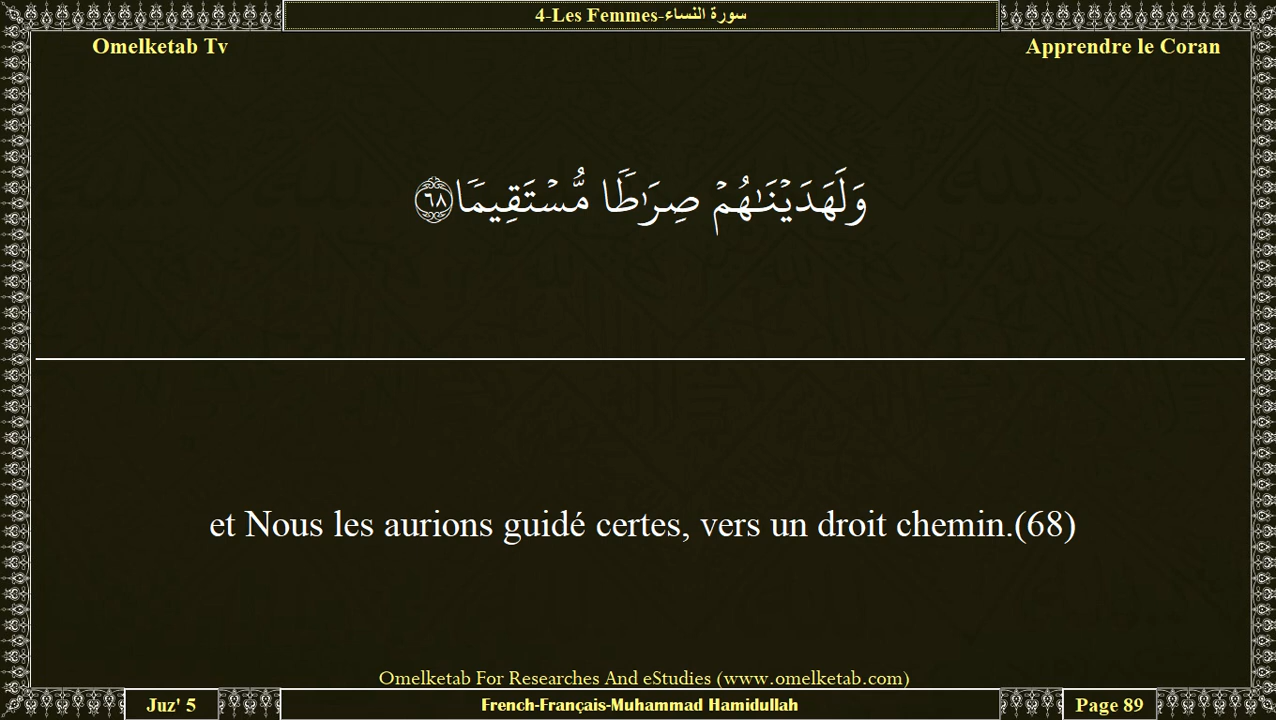 4-Les Femmes-سورة النساء
Omelketab Tv
Apprendre le Coran
وَلَهَدَيْنَـٰهُمْ صِرَٰطًا مُّسْتَقِيمًا ٦٨
et Nous les aurions guidé certes, vers un droit chemin.(68)
Omelketab For Researches And eStudies (www.omelketab.com)
Juz' 5
French-Français-Muhammad Hamidullah
Page 89